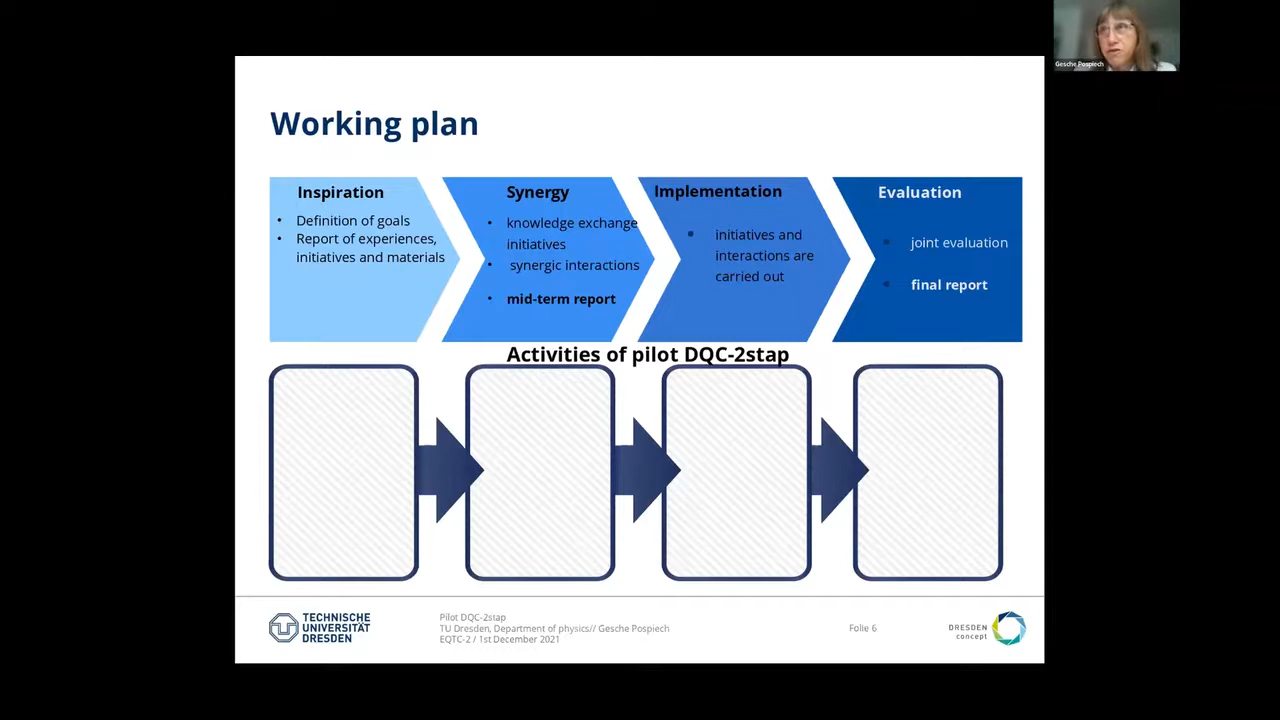 Gesche Pospiech
Working plan
Inspiration
• Definition of goals
• Report of experiences,
initiatives and materials
Synergy
• knowledge exchange
initiatives
• synergic interactions
• mid-term report
Implementation
• initiatives and
interactions are
carried out
Evaluation
• joint evaluation
• final report
Activities of pilot DQC-2stap
TECHNISCHE
UNIVERSITÄT
DRESDEN
Pilot DQC-2stap
TU Dresden, Department of physics// Gesche Pospiech
EQTC-2 / 1st December 2021
Folie 6
DRESDEN
concept